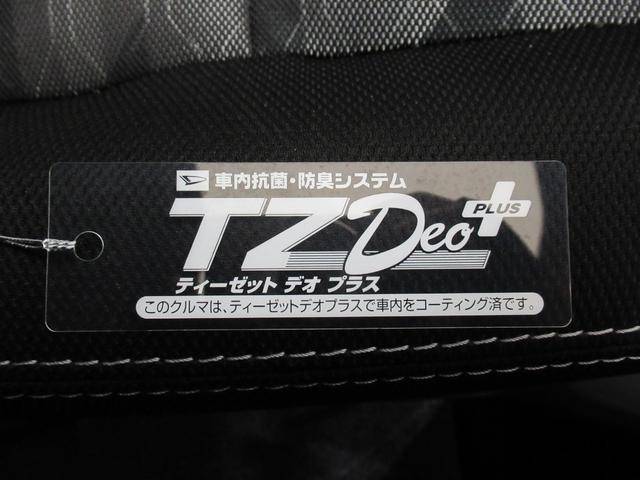 車内抗菌・防臭システム
TZ Deo PLUS
ティーゼット デオ プラス
このクルマは、ティーゼットデオプラスで車内をコーティング済です。